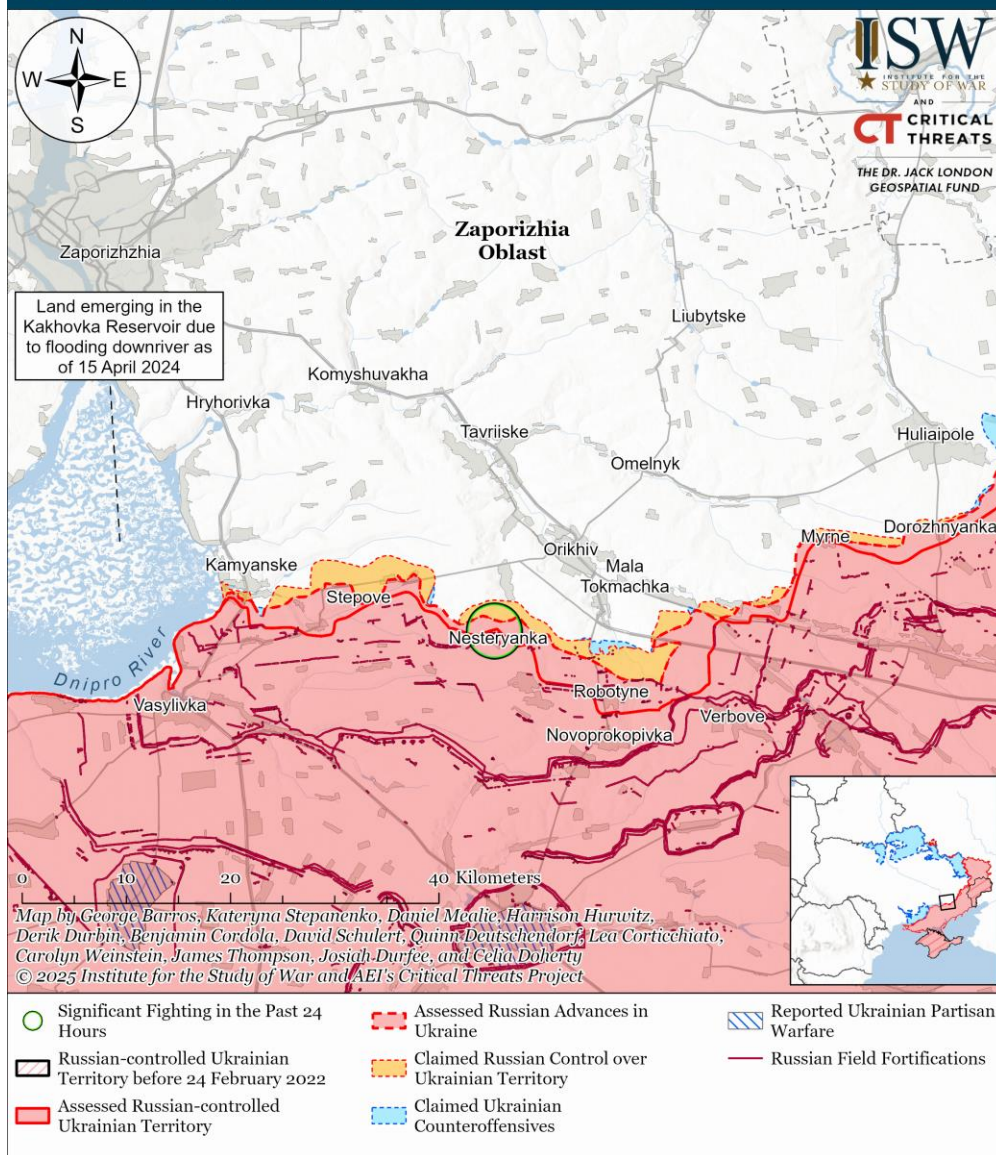 N
W E
S
ISW
INSTITUTE FOR THE
STUDY OF WAR
AND
CT CRITICAL
THREATS
THE DR. JACK LONDON
GEOSPATIAL FUND
Zaporizhia
Oblast
Zaporizhzhia
Land emerging in the
Kakhovka Reservoir due
to flooding downriver as
of 15 April 2024
Liubytske
Komyshuvakha
Hryhorivka
Tavriiske
Huliaipole
Omelnyk
Dorozhnyanka
Myrne
Orikhiv
Kamyanske
Mala
Tokmachka
Stepove
Nesteryanka
Dnipro River
Robotyne
Vasylivka
Verbove
Novoprokopivka
0 10 20 40 Kilometers
Map by George Barros, Kateryna Stepanenko, Daniel Mealie, Harrison Hurwitz,
Derik Durbin, Benjamin Cordola, David Schulert, Quinn Dautschendorf, Lea Corticchiato,
Carolyn Weinstein, James Thompson, Josiah Durfee, and Celia Doherty
© 2025 Institute for the Study of War and AEI's Critical Threats Project
Significant Fighting in the Past 24
Hours
Russian-controlled Ukrainian
Territory before 24 February 2022
Assessed Russian-controlled
Ukrainian Territory
Assessed Russian Advances in
Ukraine
Claimed Russian Control over
Ukrainian Territory
Claimed Ukrainian
Counteroffensives
Reported Ukrainian Partisan
Warfare
Russian Field Fortifications